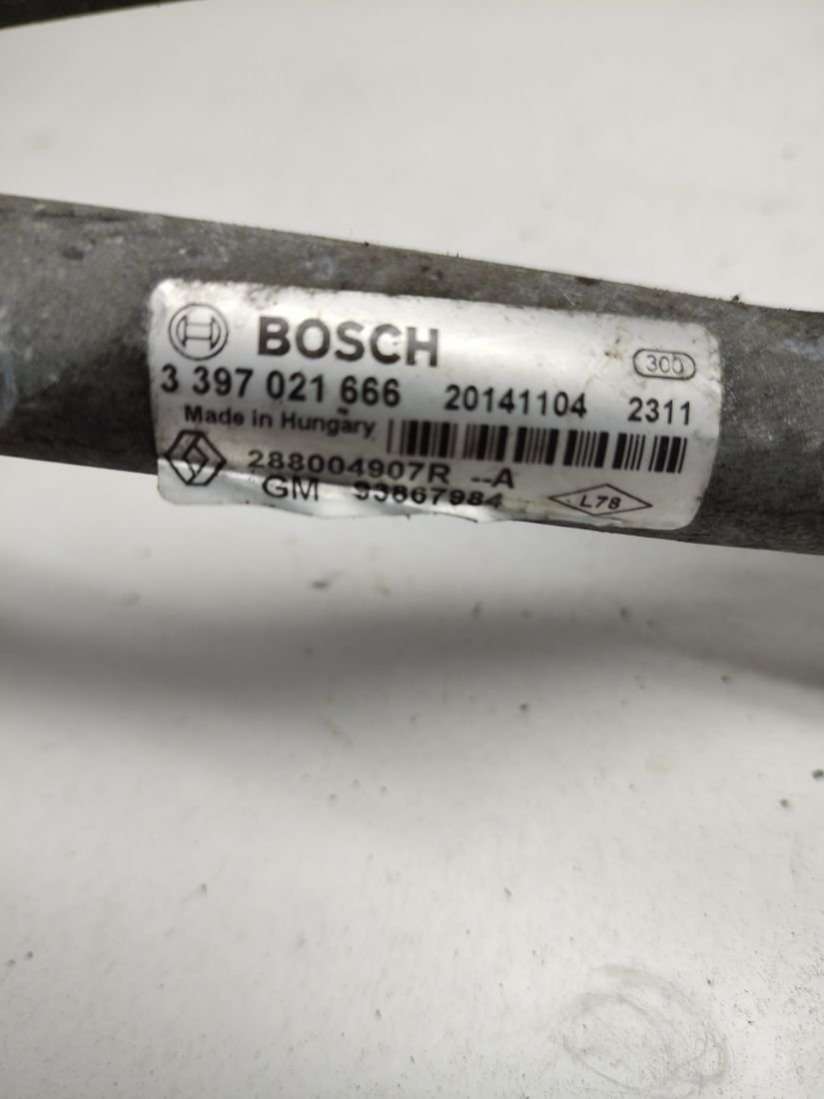 BOSCH
300
3 397 021 666 20141104 2311
Made in Hungary
288004907R --A
GM 93867984
L78